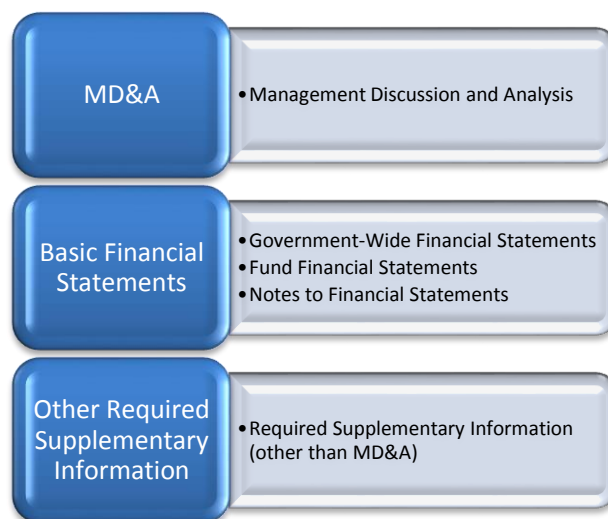 MD&A
•Management Discussion and Analysis
Basic Financial
Statements
•Government-Wide Financial Statements
•Fund Financial Statements
•Notes to Financial Statements
Other Required
Supplementary
Information
•Required Supplementary Information
(other than MD&A)